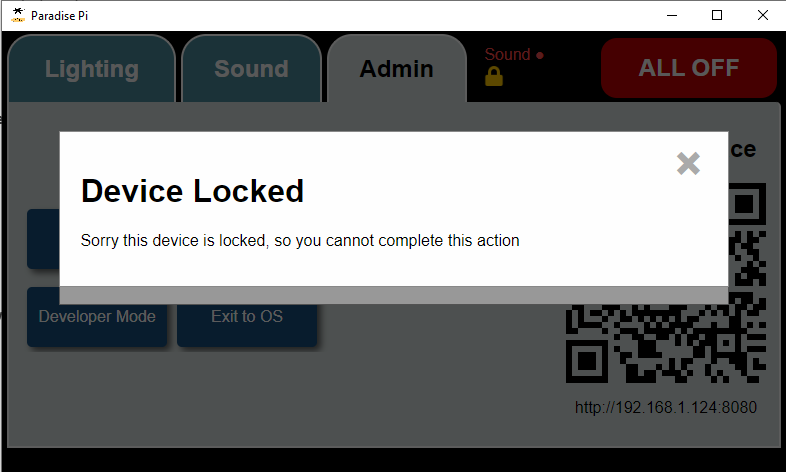 Paradise Pi
Lighting
Sound
Admin
Sound
ALL OFF
ce
Device Locked
Sorry this device is locked, so you cannot complete this action
Developer Mode
Exit to OS
http://192.168.1.124:8080